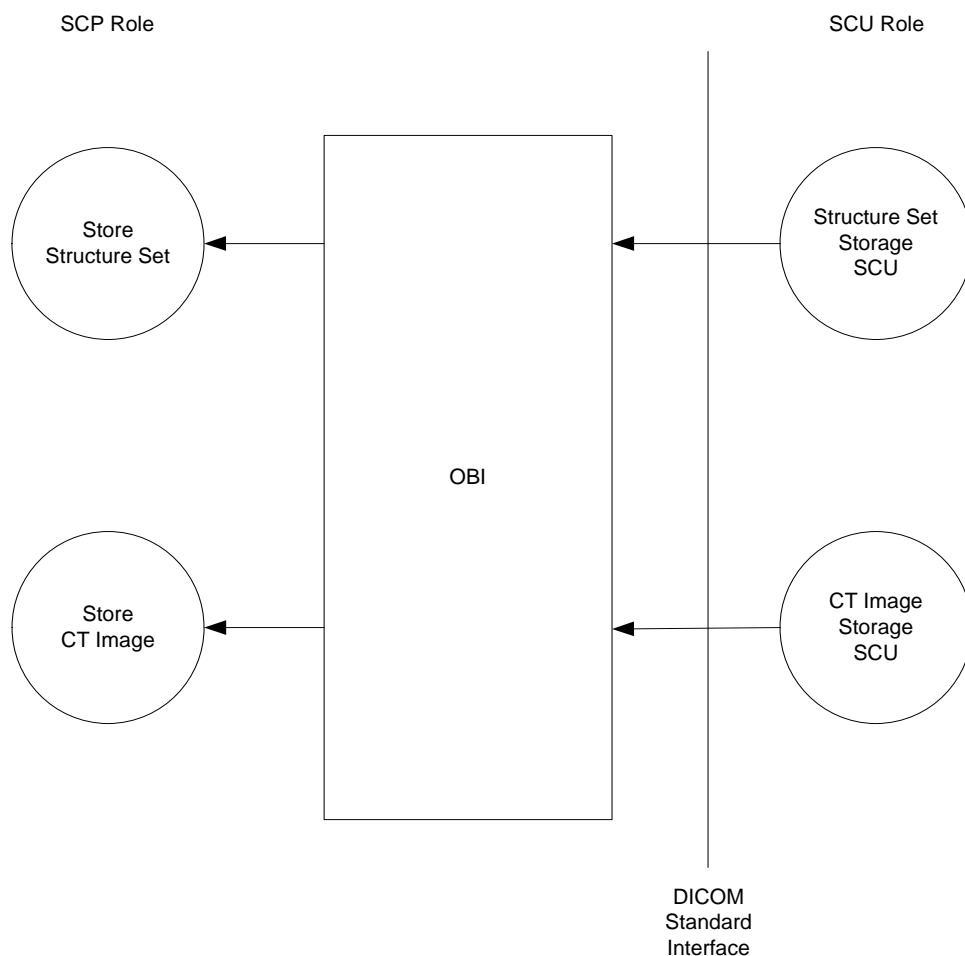 SCP Role
SCU Role
Store
Structure Set
Structure Set
Storage
SCU
OBI
Store
CT Image
CT Image
Storage
SCU
DICOM
Standard
Interface